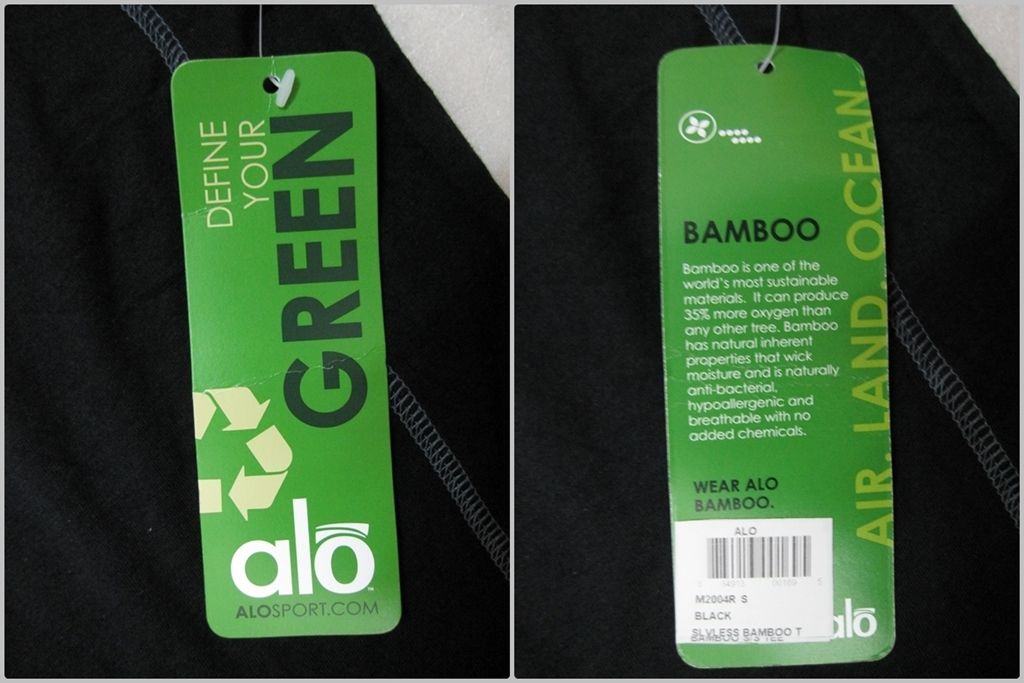 DEFINE
YOUR
GREEN
alo
ALOSPORT.COM
BAMBOO
Bamboo is one of the
world's most sustainable
materials. It can produce
35% more oxygen than
any other tree. Bamboo
has natural inherent
properties that wick
moisture and is naturally
anti-bacterial,
hypoallergenic and
breathable with no
added chemicals.
WEAR ALO
BAMBOO.
AIR. LAND. OCEAN.
ALO
M2004R S
BLACK
SLVLESS BAMBOO T
BAMBOO S/S TEE
alo